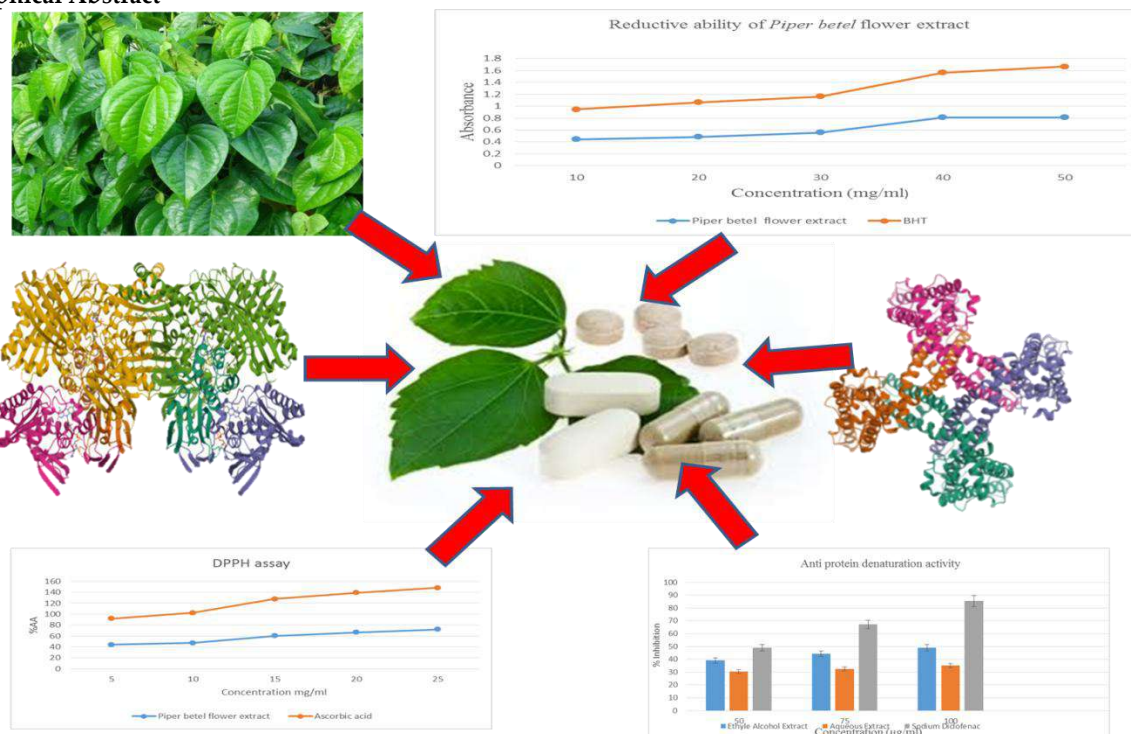 Abstract
Reductive ability of Piper betel flower extract
1.8
1.6
1.4
1.2
1
0.8
0.6
0.4
0.2
0
Absorbance
10 20 30 40 50
Concentration (mg/ml)
Piper betel flower extract BHT
DPPH assay
160
140
120
100
80
60
40
20
0
%AA
5 10 15 20 25
Concentration mg/ml
Piper betel flower extract Ascorbic acid
Anti protein denaturation activity
100
90
80
70
60
50
40
30
20
10
0
% Inhibition
50 75 100
Ethyle Alcohol Extract Aqueous Extract Sodium Diclofenac
Concentration (µg/ml)